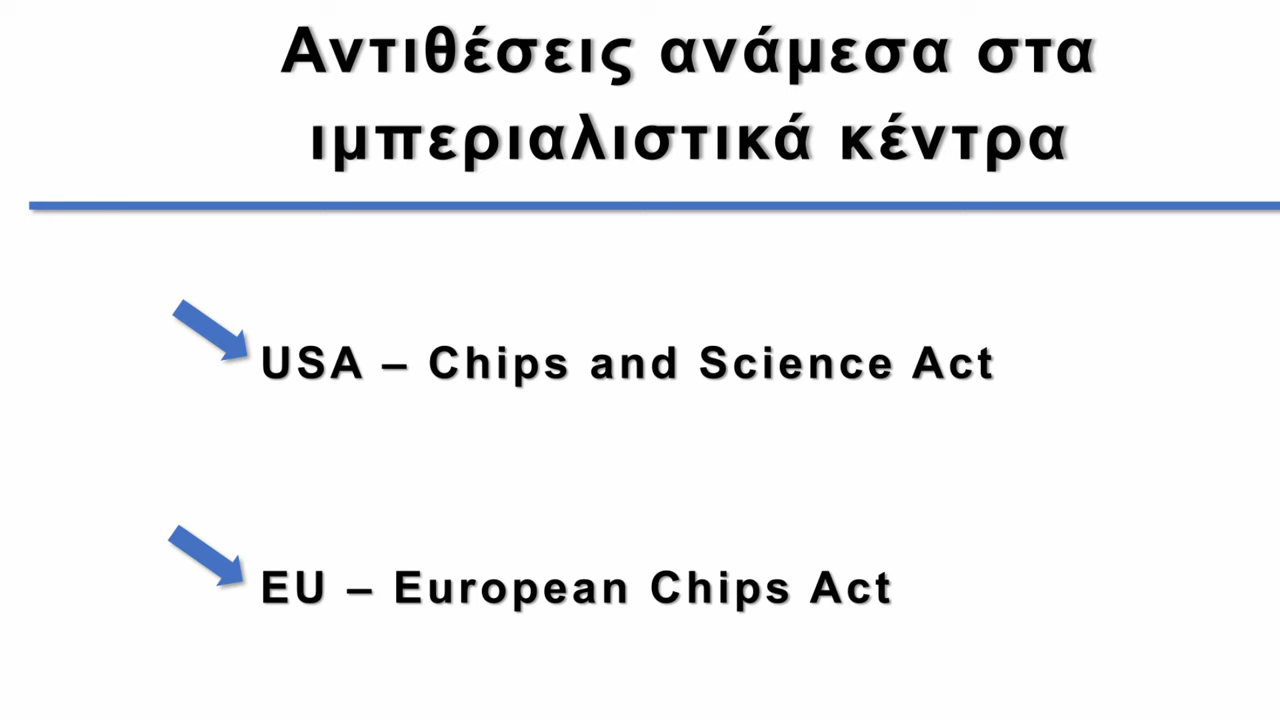 Αντιθέσεις ανάμεσα στα
ιμπεριαλιστικά κέντρα
USA – Chips and Science Act
EU – European Chips Act